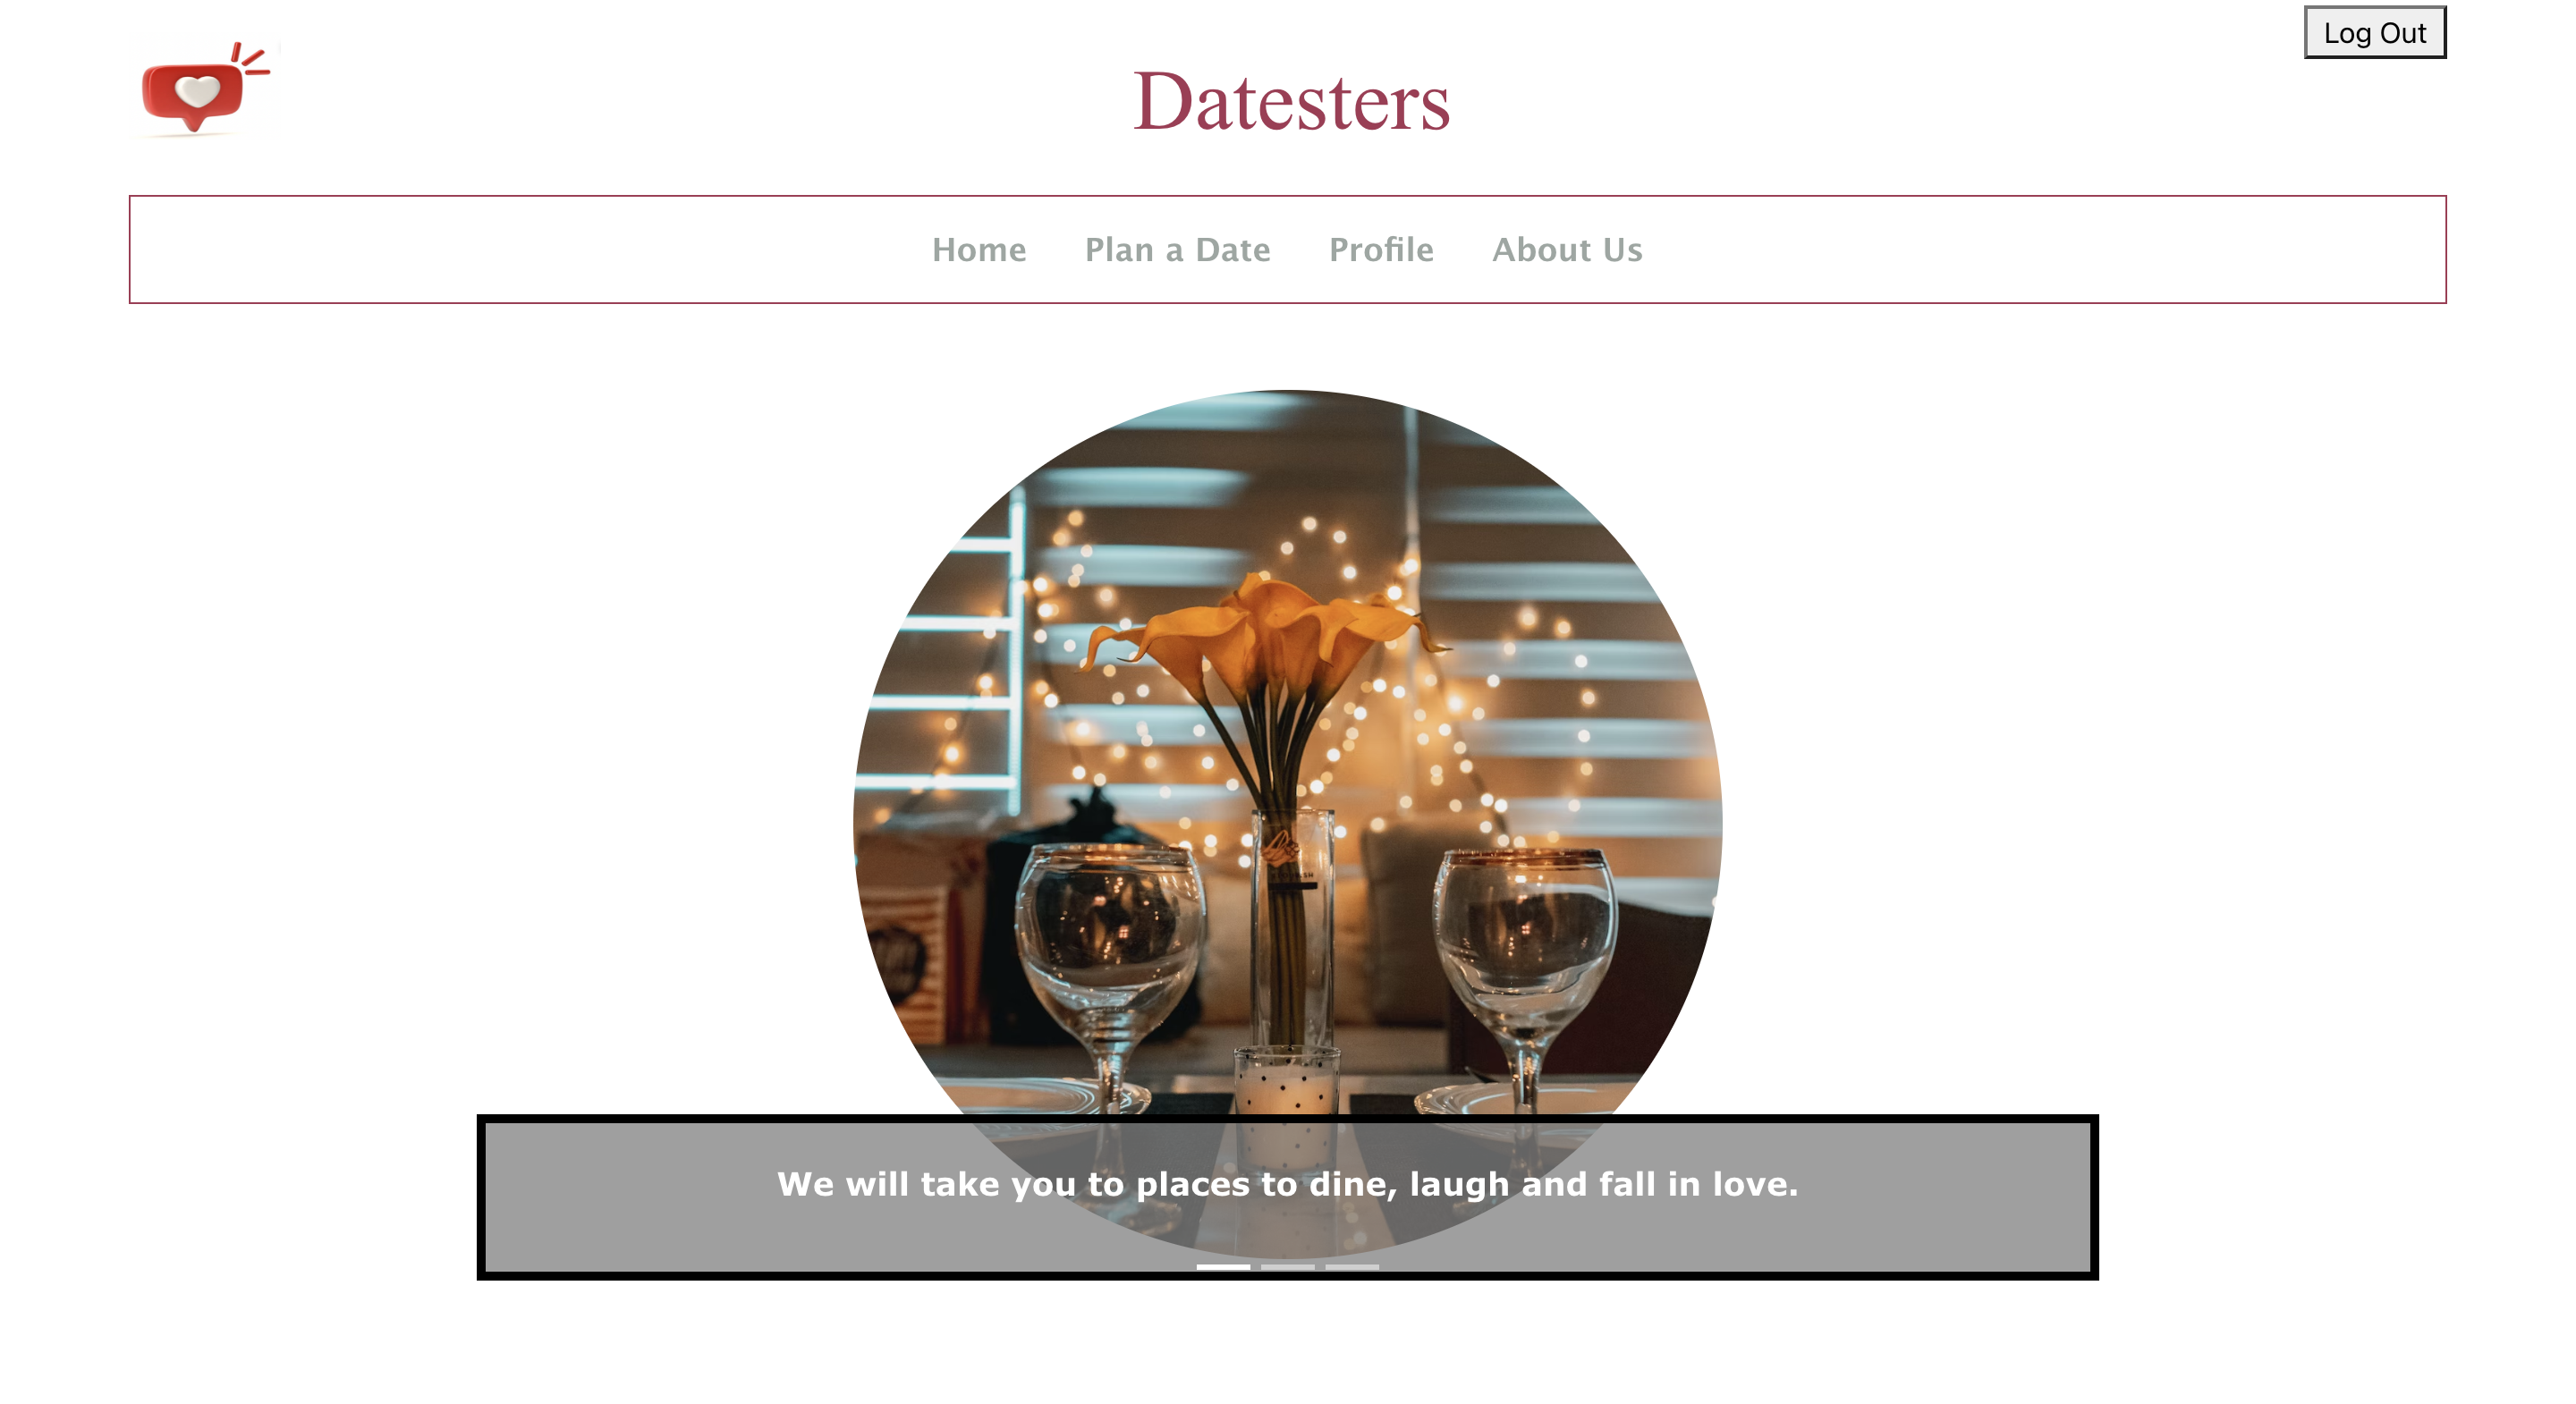 Log Out
Datesters
Home Plan a Date Profile About Us
We will take you to places to dine, laugh and fall in love.